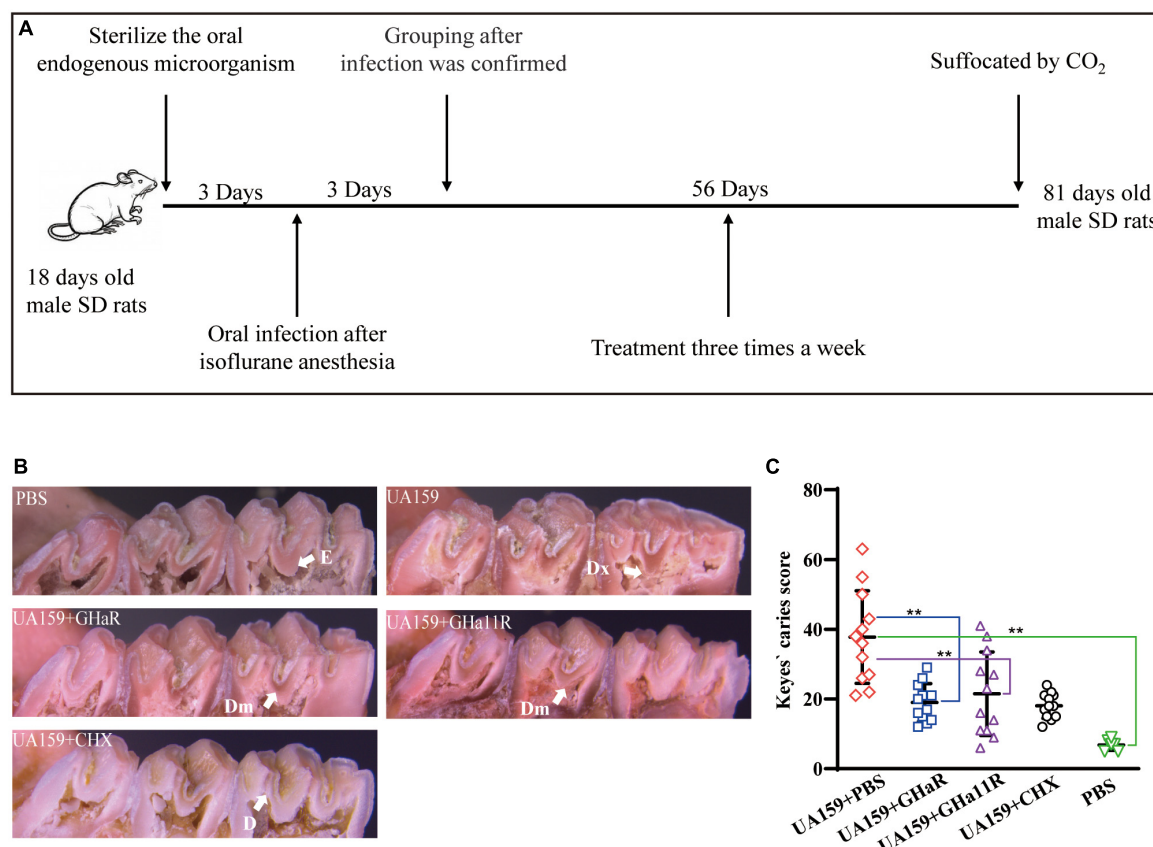 A
Sterilize the oral
endogenous microorganism
Grouping after
infection was confirmed
Suffocated by CO2
3 Days
3 Days
56 Days
18 days old
male SD rats
81 days old
male SD rats
Oral infection after
isoflurane anesthesia
Treatment three times a week
B
PBS
E
UA159
Dx
UA159+GHaR
Dm
UA159+GHa11R
Dm
UA159+CHX
D
C
Keyes` caries score
80
60
40
20
0
**
**
**
UA159+PBS
UA159+GHaR
UA159+GHa11R
UA159+CHX
PBS